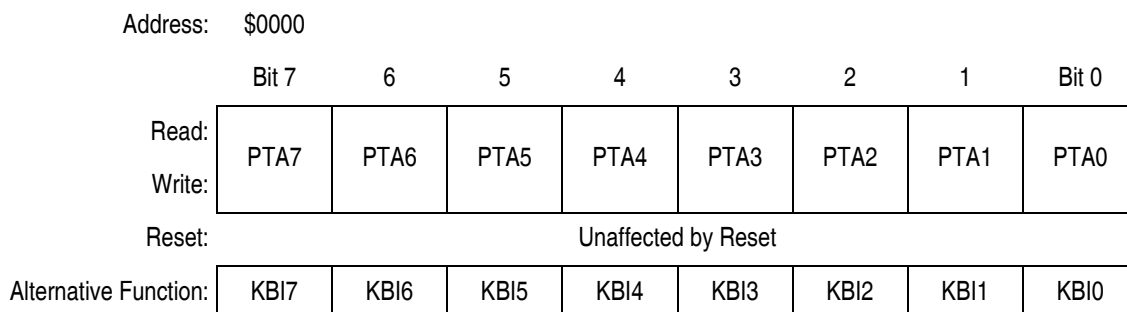 Address: $0000
Bit 7 6 5 4 3 2 1 Bit 0
Read:
PTA7 PTA6 PTA5 PTA4 PTA3 PTA2 PTA1 PTA0
Write:
Reset: Unaffected by Reset
Alternative Function: KBI7 KBI6 KBI5 KBI4 KBI3 KBI2 KBI1 KBI0